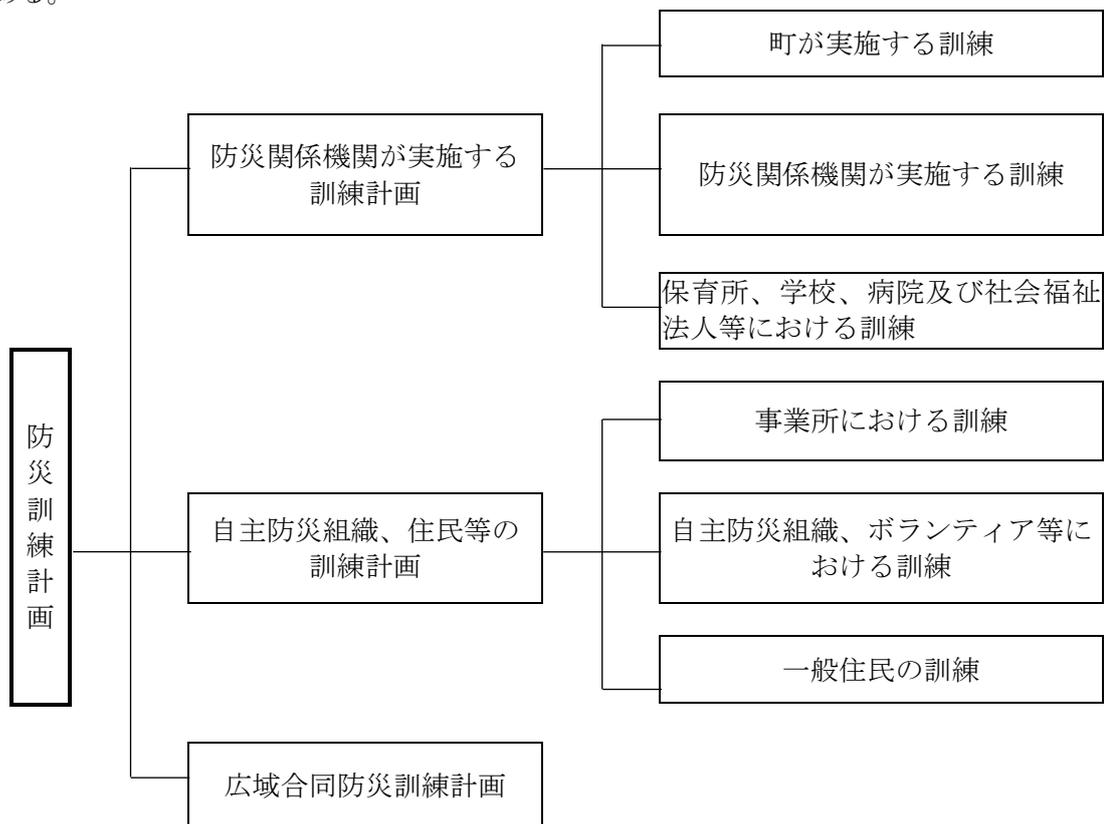 ある。
町が実施する訓練
防災関係機関が実施する
訓練計画
防災関係機関が実施する訓練
保育所、学校、病院及び社会福祉
法人等における訓練
防災訓練計画
事業所における訓練
自主防災組織、住民等の
訓練計画
自主防災組織、ボランティア等に
おける訓練
一般住民の訓練
広域合同防災訓練計画